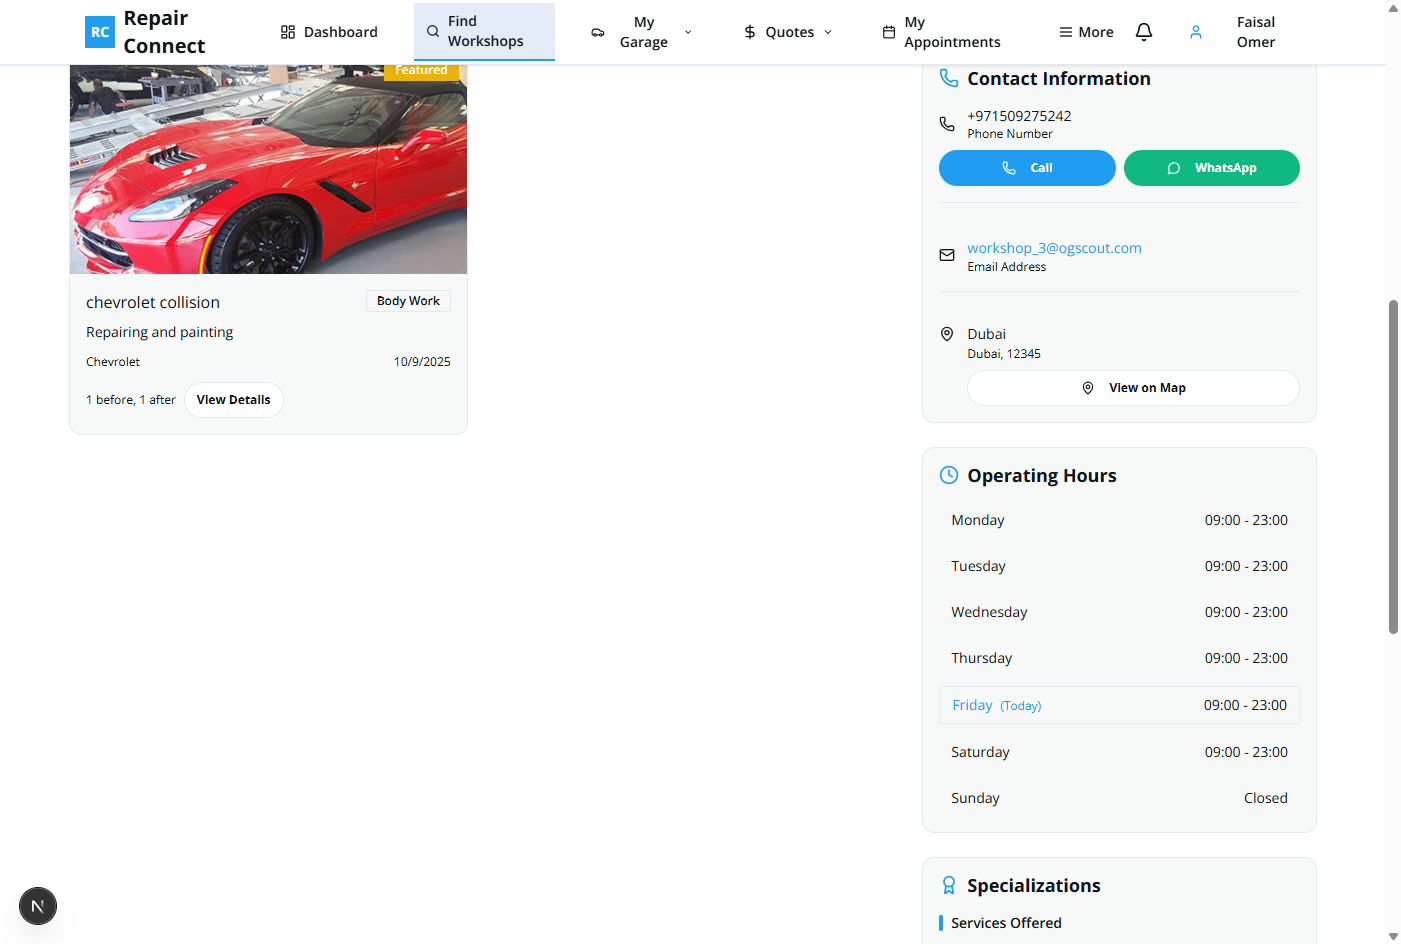 RC
Repair
Connect
Dashboard
Find
Workshops
My
Garage
Quotes
My
Appointments
More
Faisal
Omer
Featured
chevrolet collision
Body Work
Repairing and painting
Chevrolet
10/9/2025
1 before, 1 after
View Details
Contact Information
+971509275242
Phone Number
Call
WhatsApp
workshop_3@ogscout.com
Email Address
Dubai
Dubai, 12345
View on Map
Operating Hours
Monday 09:00 - 23:00
Tuesday 09:00 - 23:00
Wednesday 09:00 - 23:00
Thursday 09:00 - 23:00
Friday (Today) 09:00 - 23:00
Saturday 09:00 - 23:00
Sunday Closed
Specializations
Services Offered
N